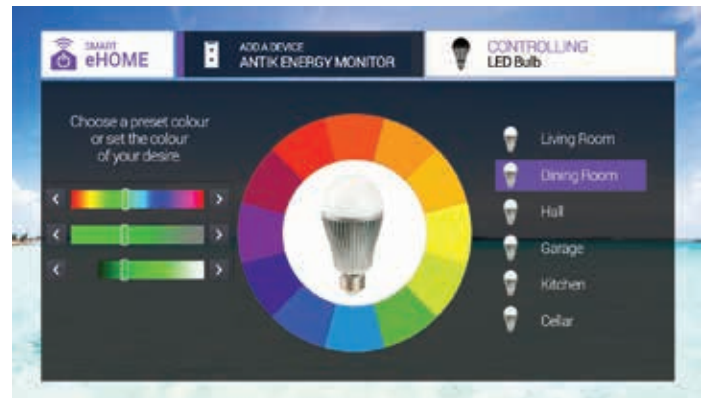 SMART
eHOME
ADD A DEVICE
ANTIK ENERGY MONITOR
CONTROLLING
LED Bulb
Choose a preset colour
or set the colour
of your desire
Living Room
Dining Room
Hall
Garage
Kitchen
Cellar